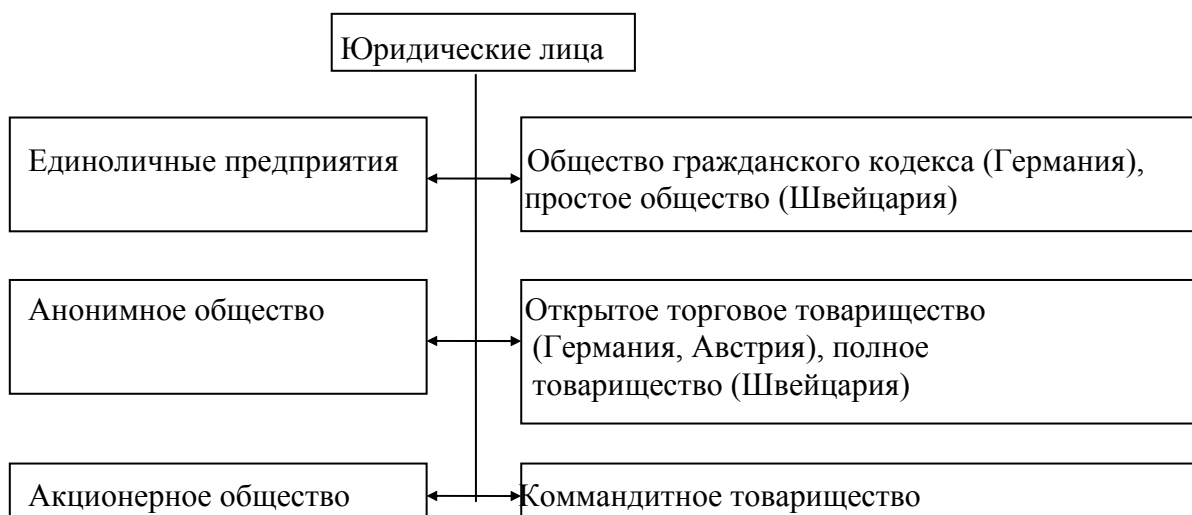 Юридические лица
Единоличные предприятия
Общество гражданского кодекса (Германия),
простое общество (Швейцария)
Анонимное общество
Открытое торговое товарищество
(Германия, Австрия), полное
товарищество (Швейцария)
Акционерное общество
Коммандитное товарищество